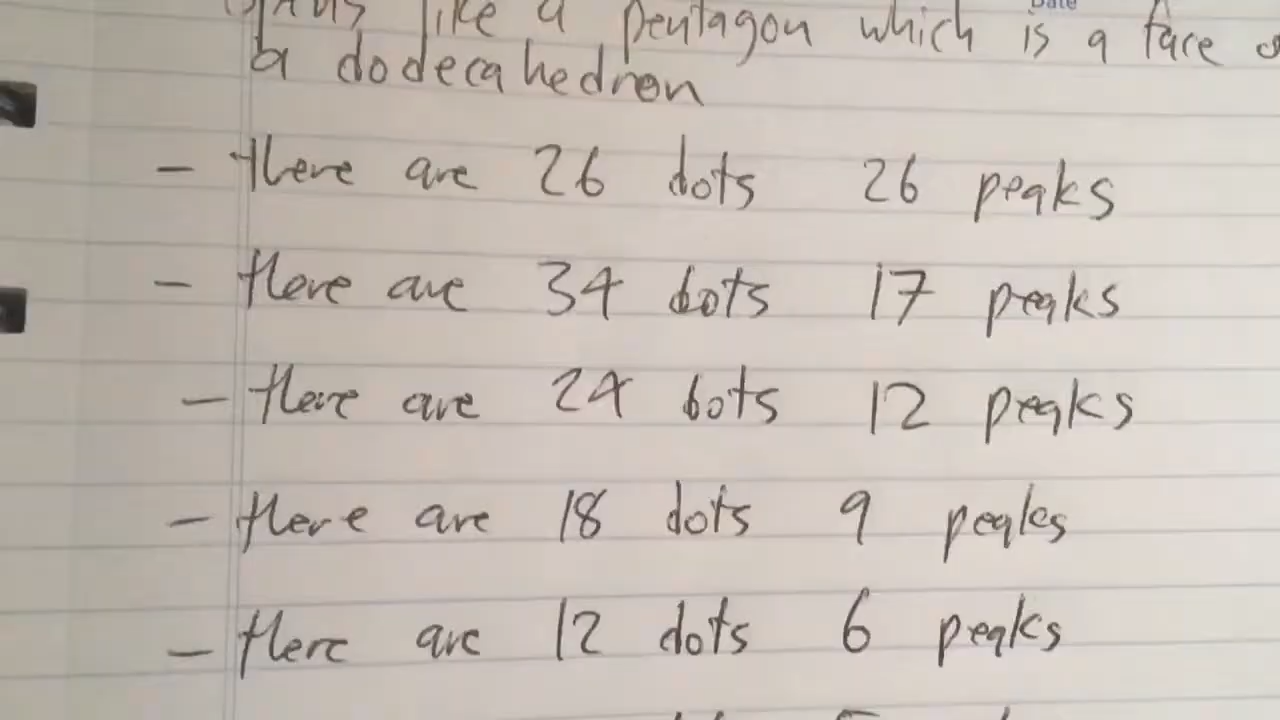 Date
like a pentagon which is a face
a dodecahedron
- there are 26 dots 26 peaks
- there are 34 dots 17 peaks
- there are 24 dots 12 peaks
- there are 18 dots 9 peaks
- there are 12 dots 6 peaks